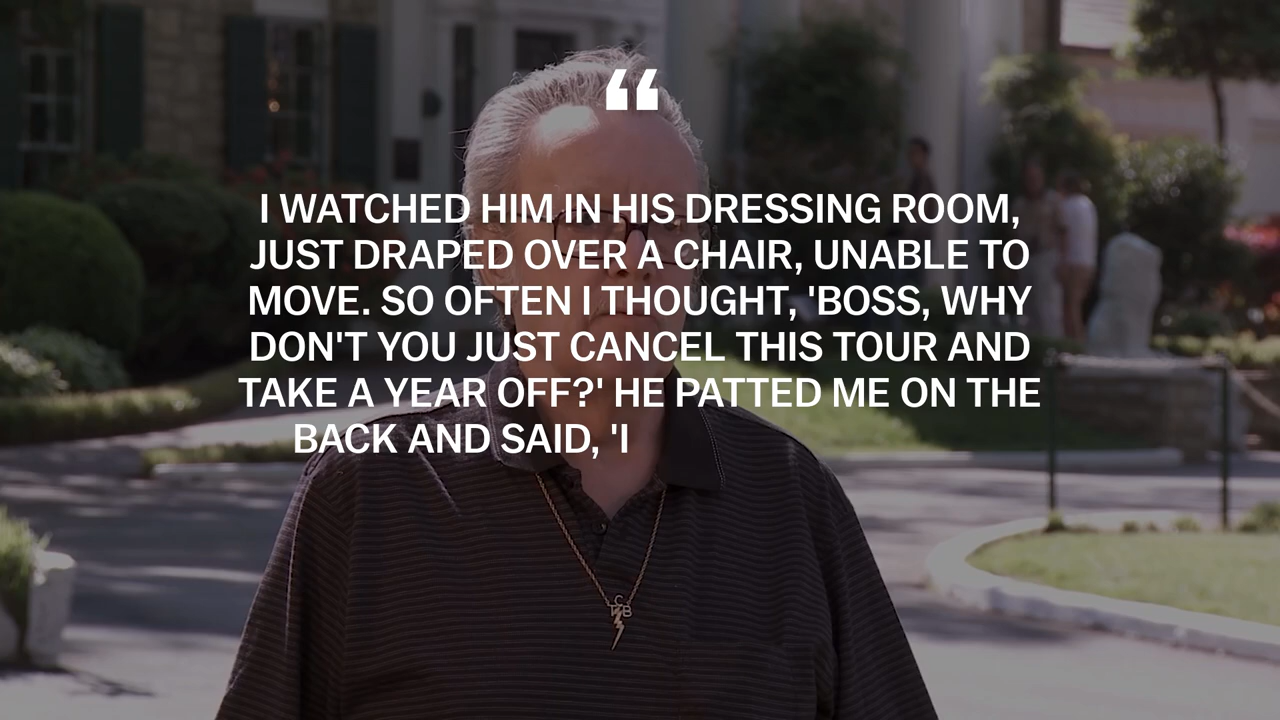 “
I WATCHED HIM IN HIS DRESSING ROOM,
JUST DRAPED OVER A CHAIR, UNABLE TO
MOVE. SO OFTEN I THOUGHT, 'BOSS, WHY
DON'T YOU JUST CANCEL THIS TOUR AND
TAKE A YEAR OFF?' HE PATTED ME ON THE
BACK AND SAID, 'I
TCB